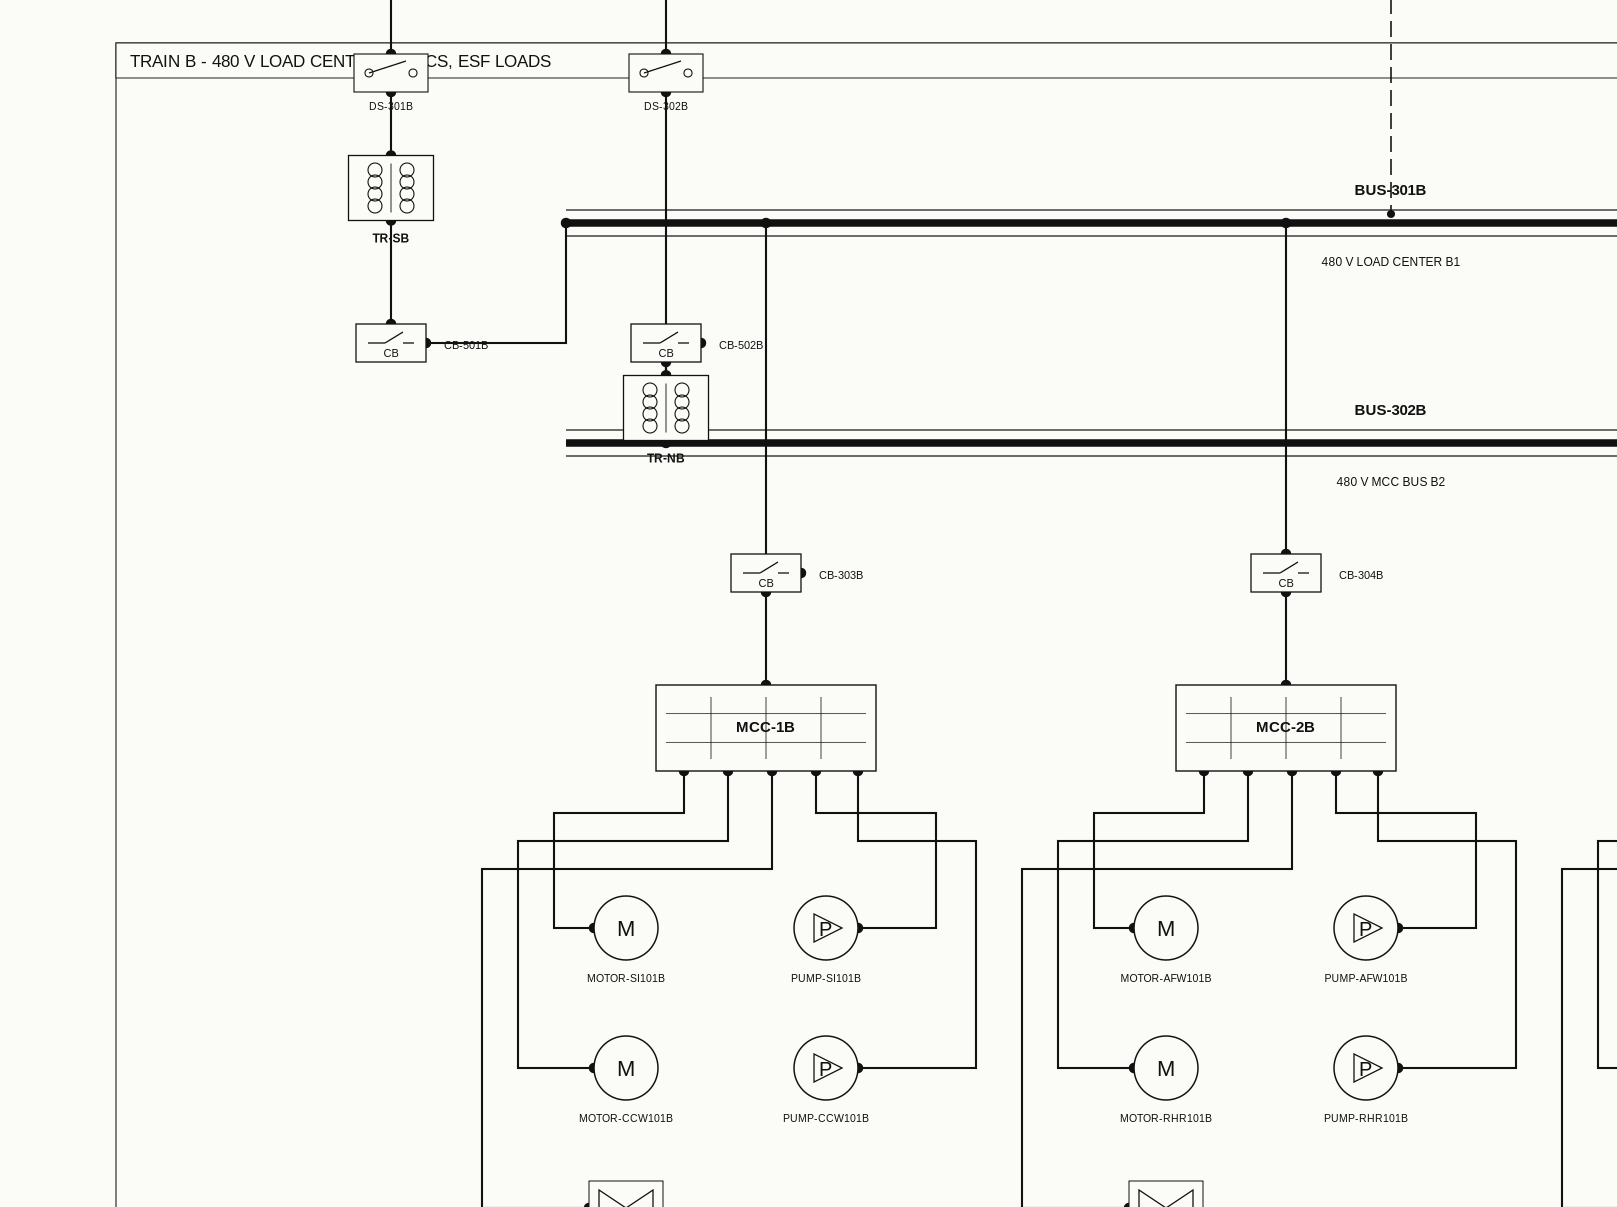 TRAIN B - 480 V LOAD CENT CS, ESF LOADS
DS-301B
DS-302B
BUS-301B
TR-SB
480 V LOAD CENTER B1
CB
CB-501B
CB
CB-502B
BUS-302B
TR-NB
480 V MCC BUS B2
CB
CB-303B
CB
CB-304B
MCC-1B
MCC-2B
M
P
M
P
MOTOR-SI101B
PUMP-SI101B
MOTOR-AFW101B
PUMP-AFW101B
M
P
M
P
MOTOR-CCW101B
PUMP-CCW101B
MOTOR-RHR101B
PUMP-RHR101B